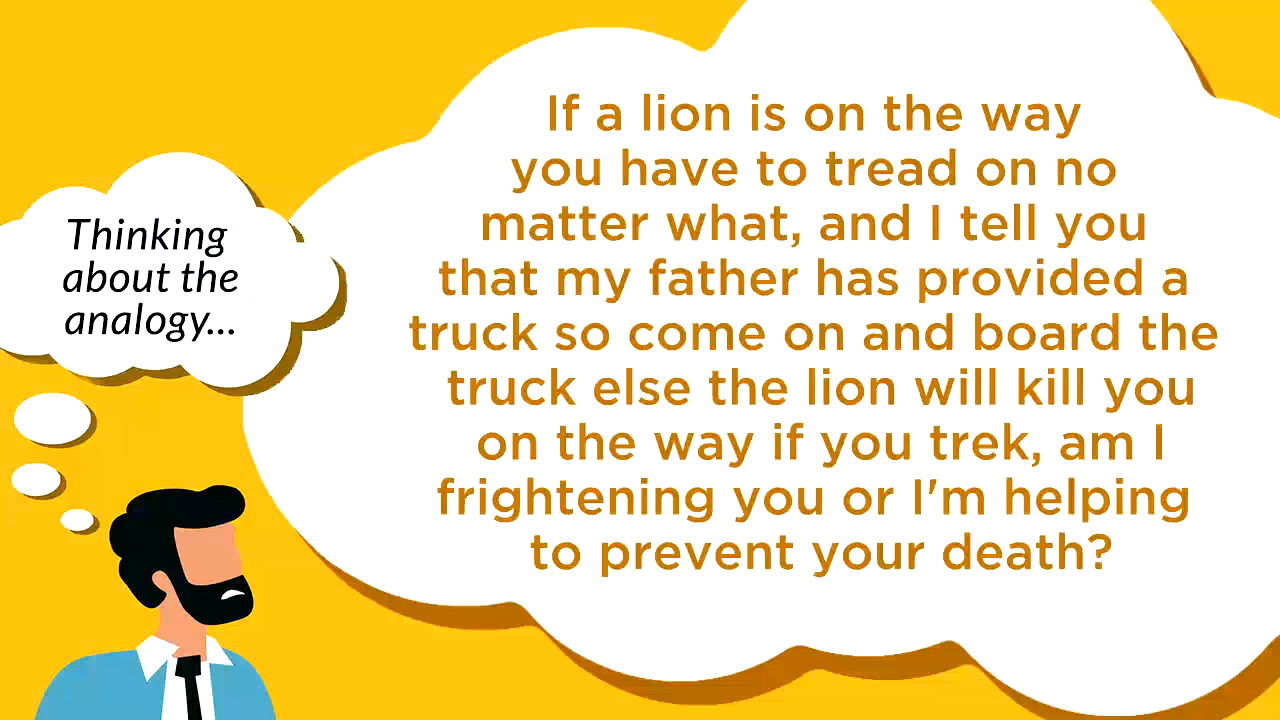 Thinking
about the
analogy...
If a lion is on the way
you have to tread on no
matter what, and I tell you
that my father has provided a
truck so come on and board the
truck else the lion will kill you
on the way if you trek, am I
frightening you or I'm helping
to prevent your death?